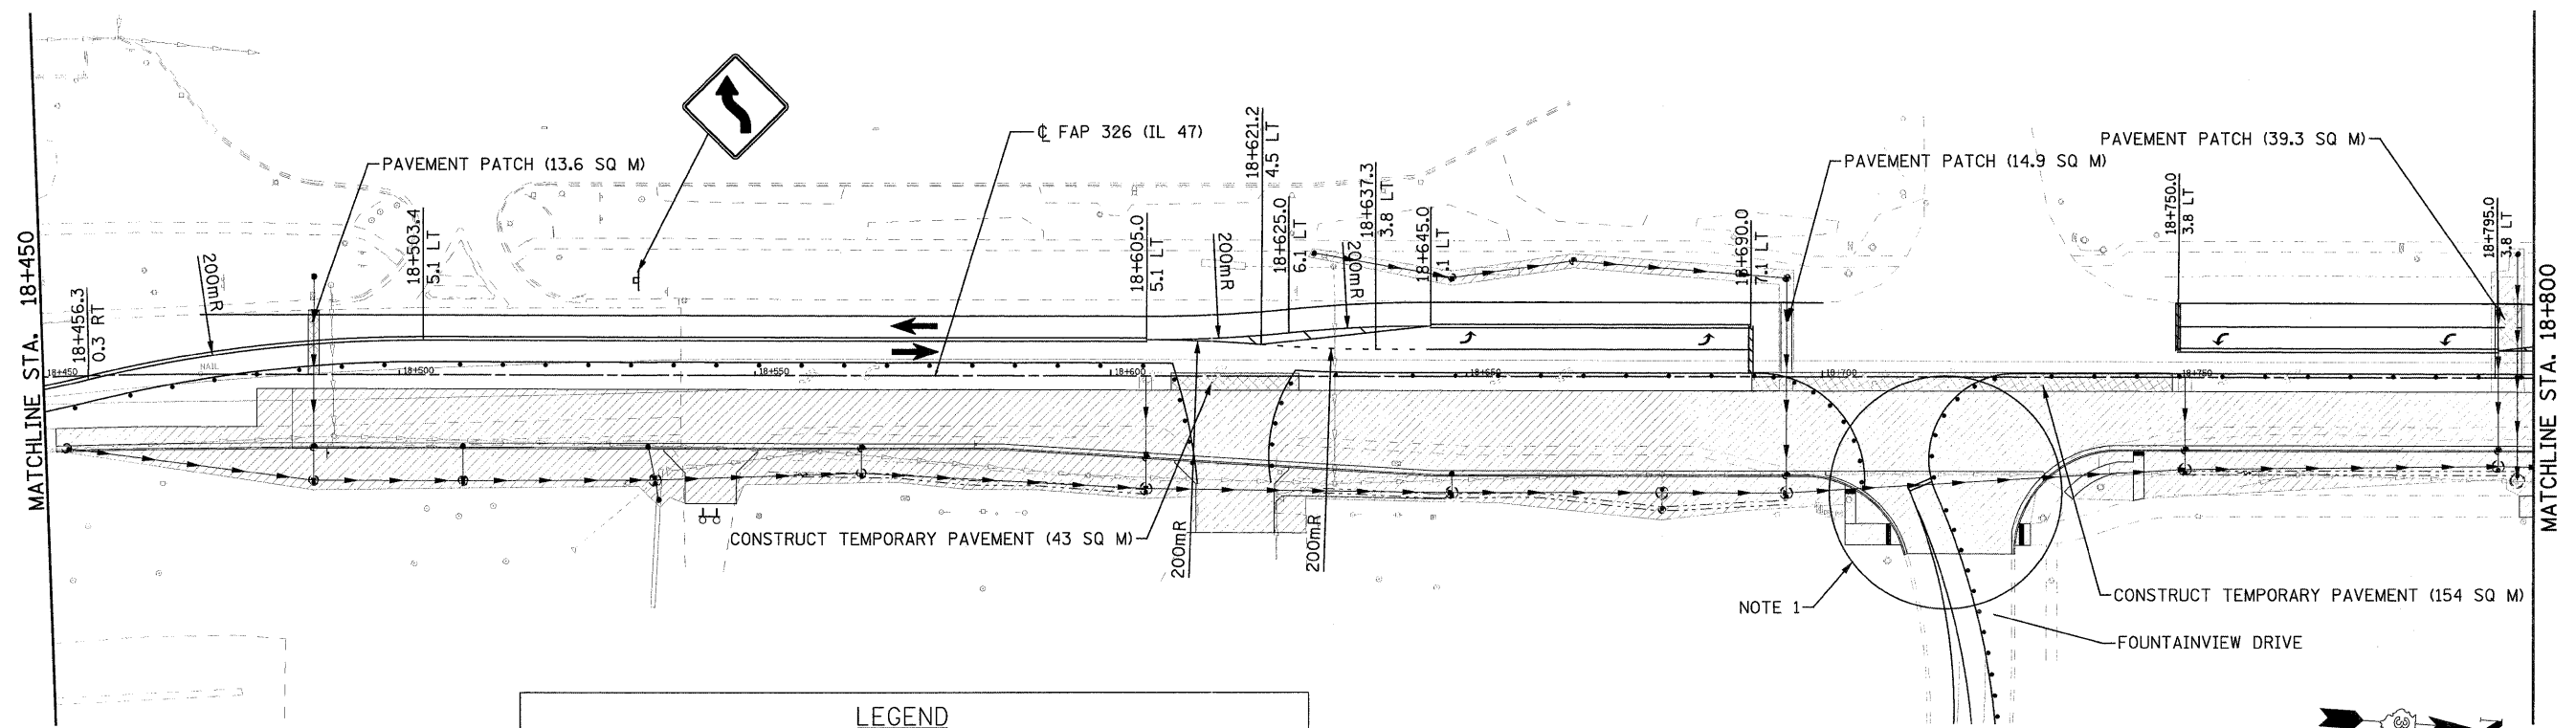 MATCHLINE STA. 18+450
18+456.3
0.3 RT
200mR
PAVEMENT PATCH (13.6 SQ M)
18+503.4
5.1 LT
℄ FAP 326 (IL 47)
18+605.0
5.1 LT
200mR
18+621.2
4.5 LT
18+625.0
6.1 LT
200mR
18+637.3
3.8 LT
18+645.0
.1 LT
18+690.0
7.1 LT
PAVEMENT PATCH (14.9 SQ M)
PAVEMENT PATCH (39.3 SQ M)
18+750.0
3.8 LT
18+795.0
3.8 LT
MATCHLINE STA. 18+800
18+450
NAIL
18+500
18+550
18+600
18+650
18+700
18+750
CONSTRUCT TEMPORARY PAVEMENT (43 SQ M)
200mR
200mR
NOTE 1
CONSTRUCT TEMPORARY PAVEMENT (154 SQ M)
FOUNTAINVIEW DRIVE
LEGEND